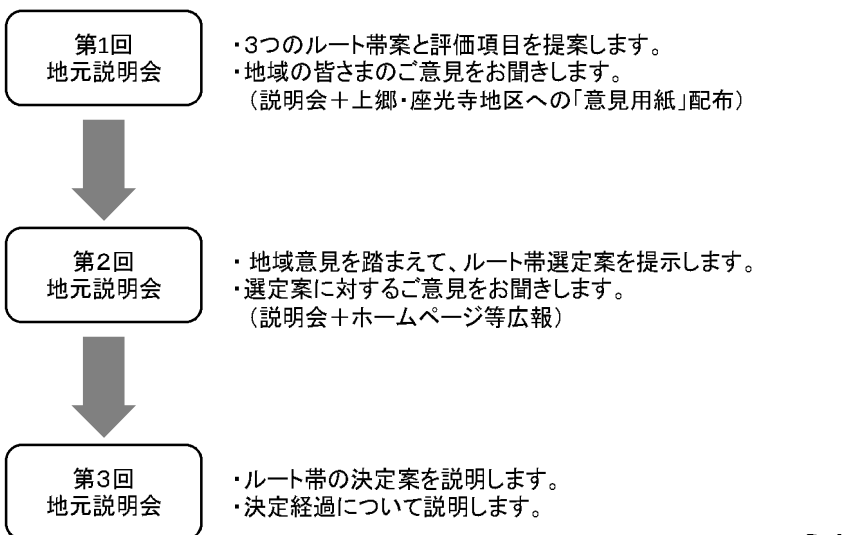 第1回
地元説明会
・3つのルート帯案と評価項目を提案します。
・地域の皆さまのご意見をお聞きします。
（説明会＋上郷・座光寺地区への「意見用紙」配布）
第2回
地元説明会
・ 地域意見を踏まえて、ルート帯選定案を提示します。
・選定案に対するご意見をお聞きします。
（説明会＋ホームページ等広報）
第3回
地元説明会
・ルート帯の決定案を説明します。
・決定経過について説明します。